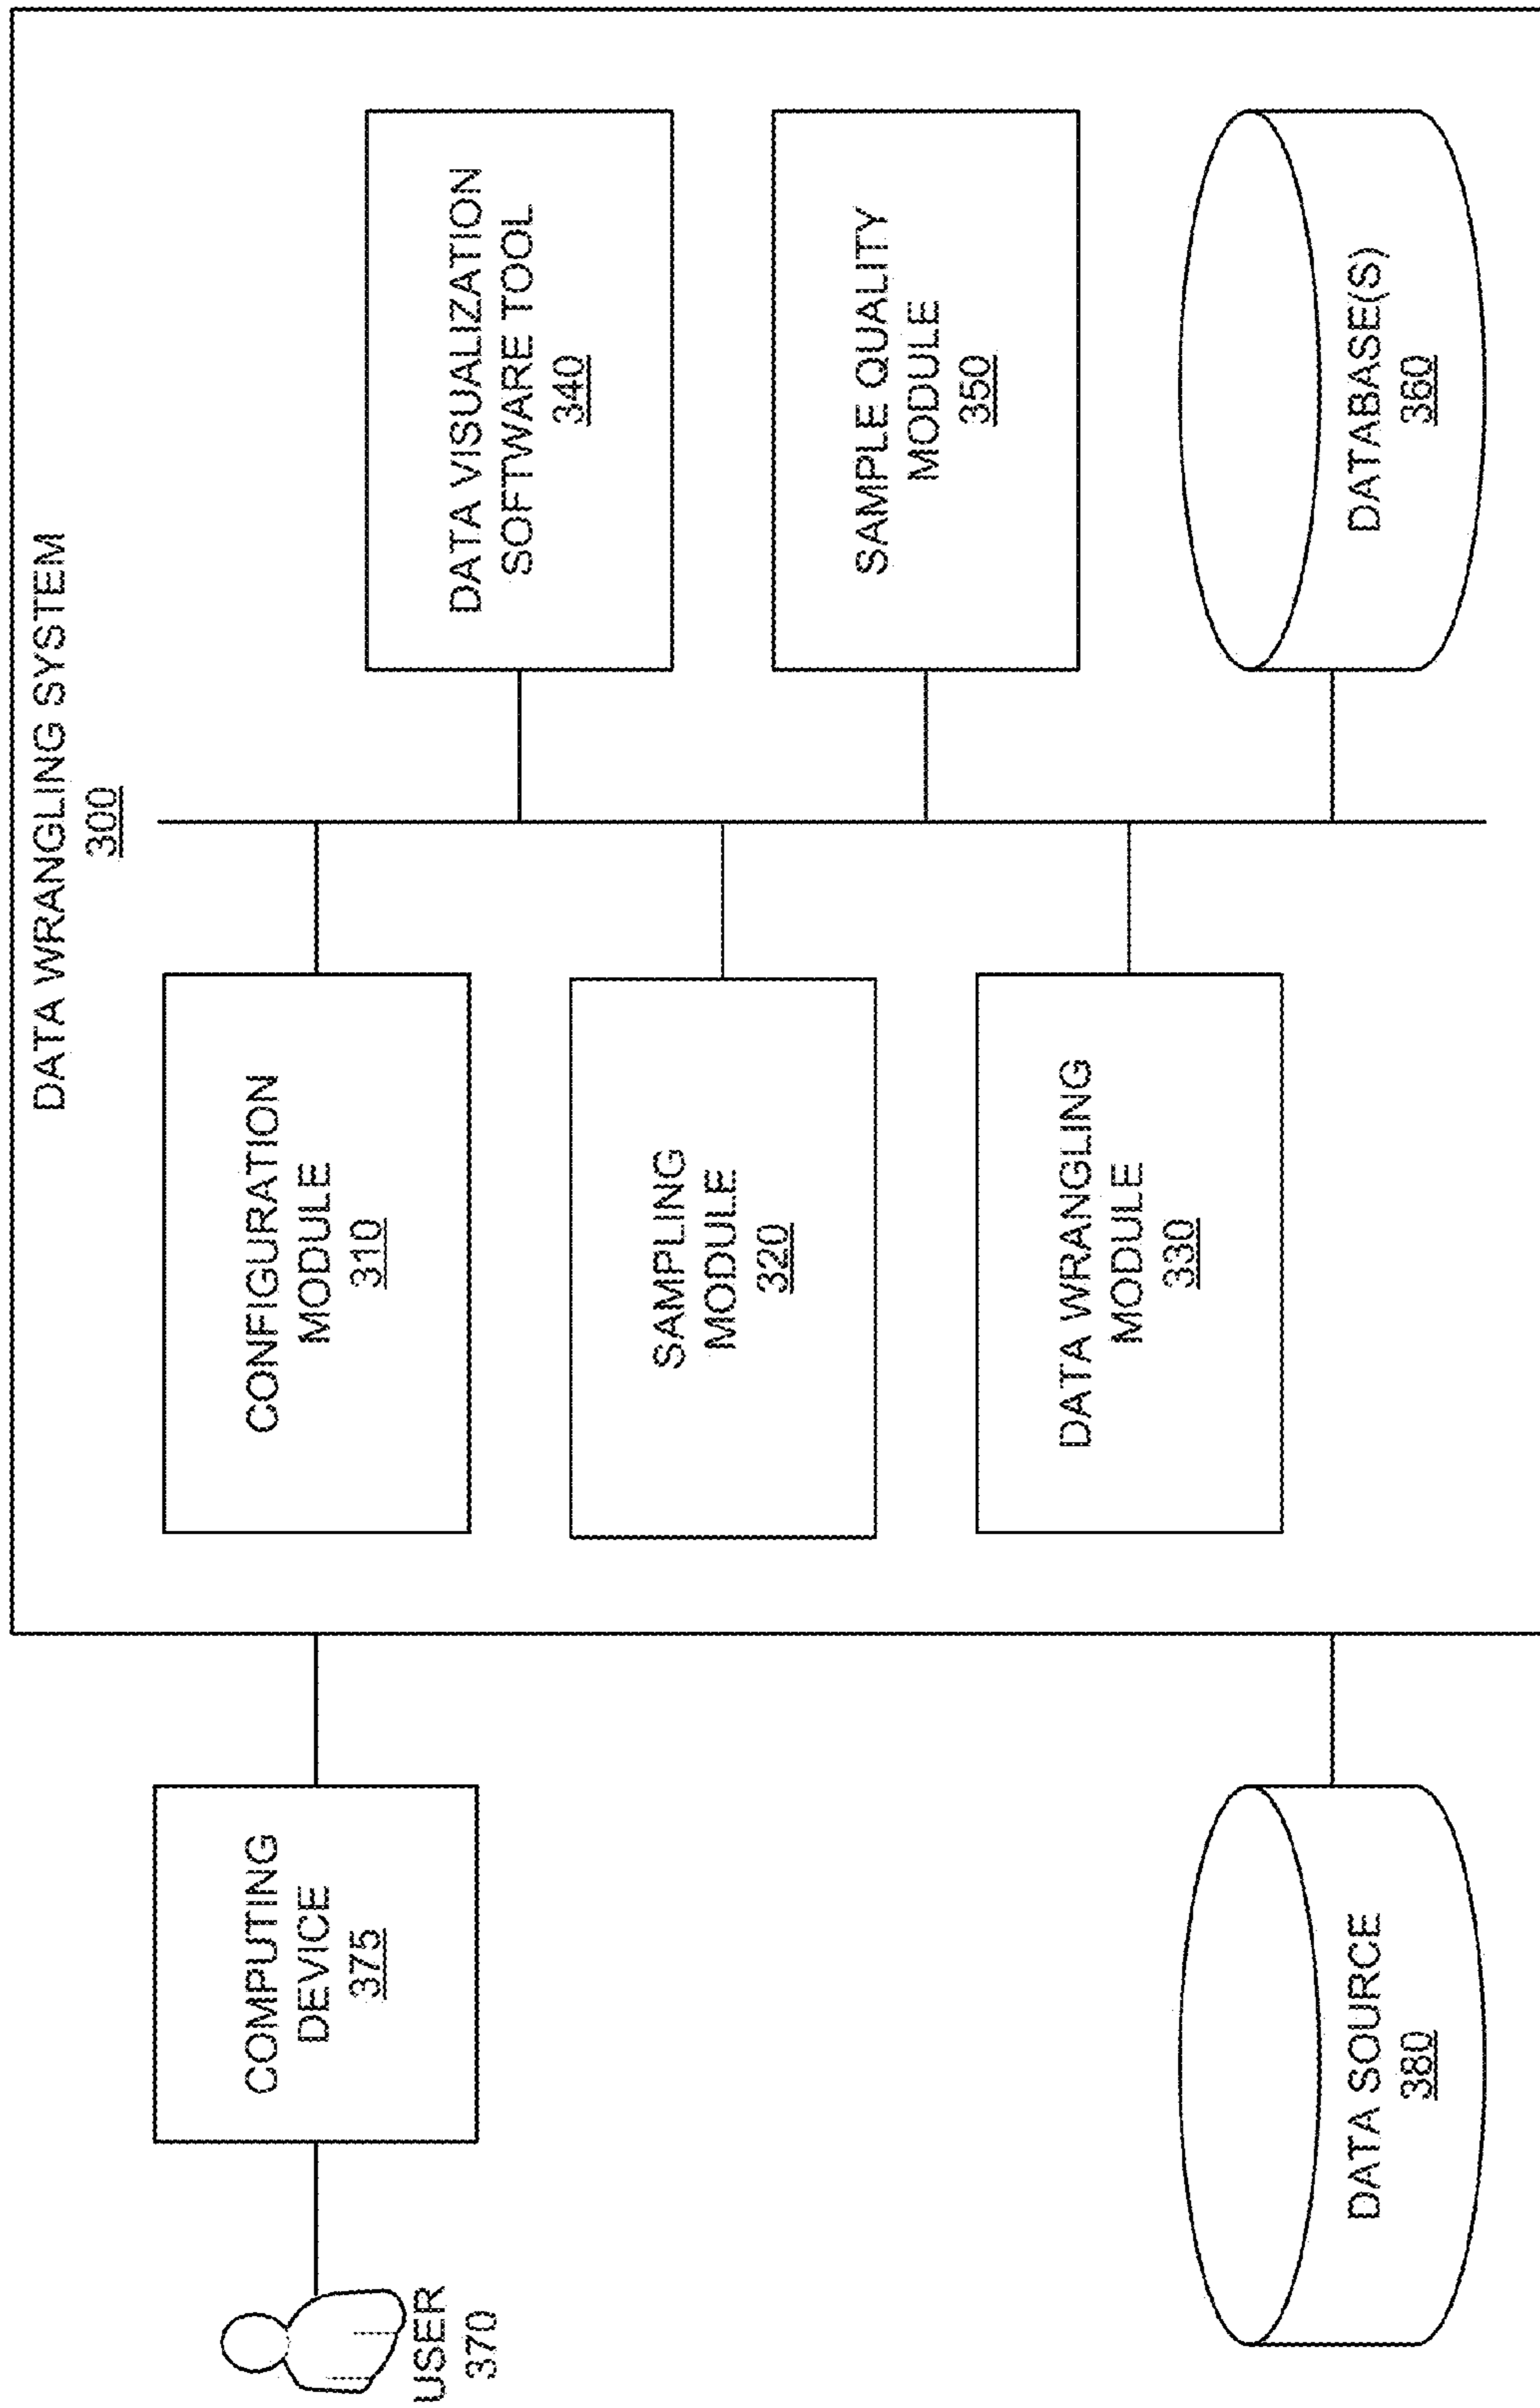 DATA WRANGLING SYSTEM
300
USER
370
COMPUTING
DEVICE
375
CONFIGURATION
MODULE
310
DATA VISUALIZATION
SOFTWARE TOOL
340
SAMPLING
MODULE
320
SAMPLE QUALITY
MODULE
350
DATA WRANGLING
MODULE
330
DATA SOURCE
380
DATABASE(S)
360